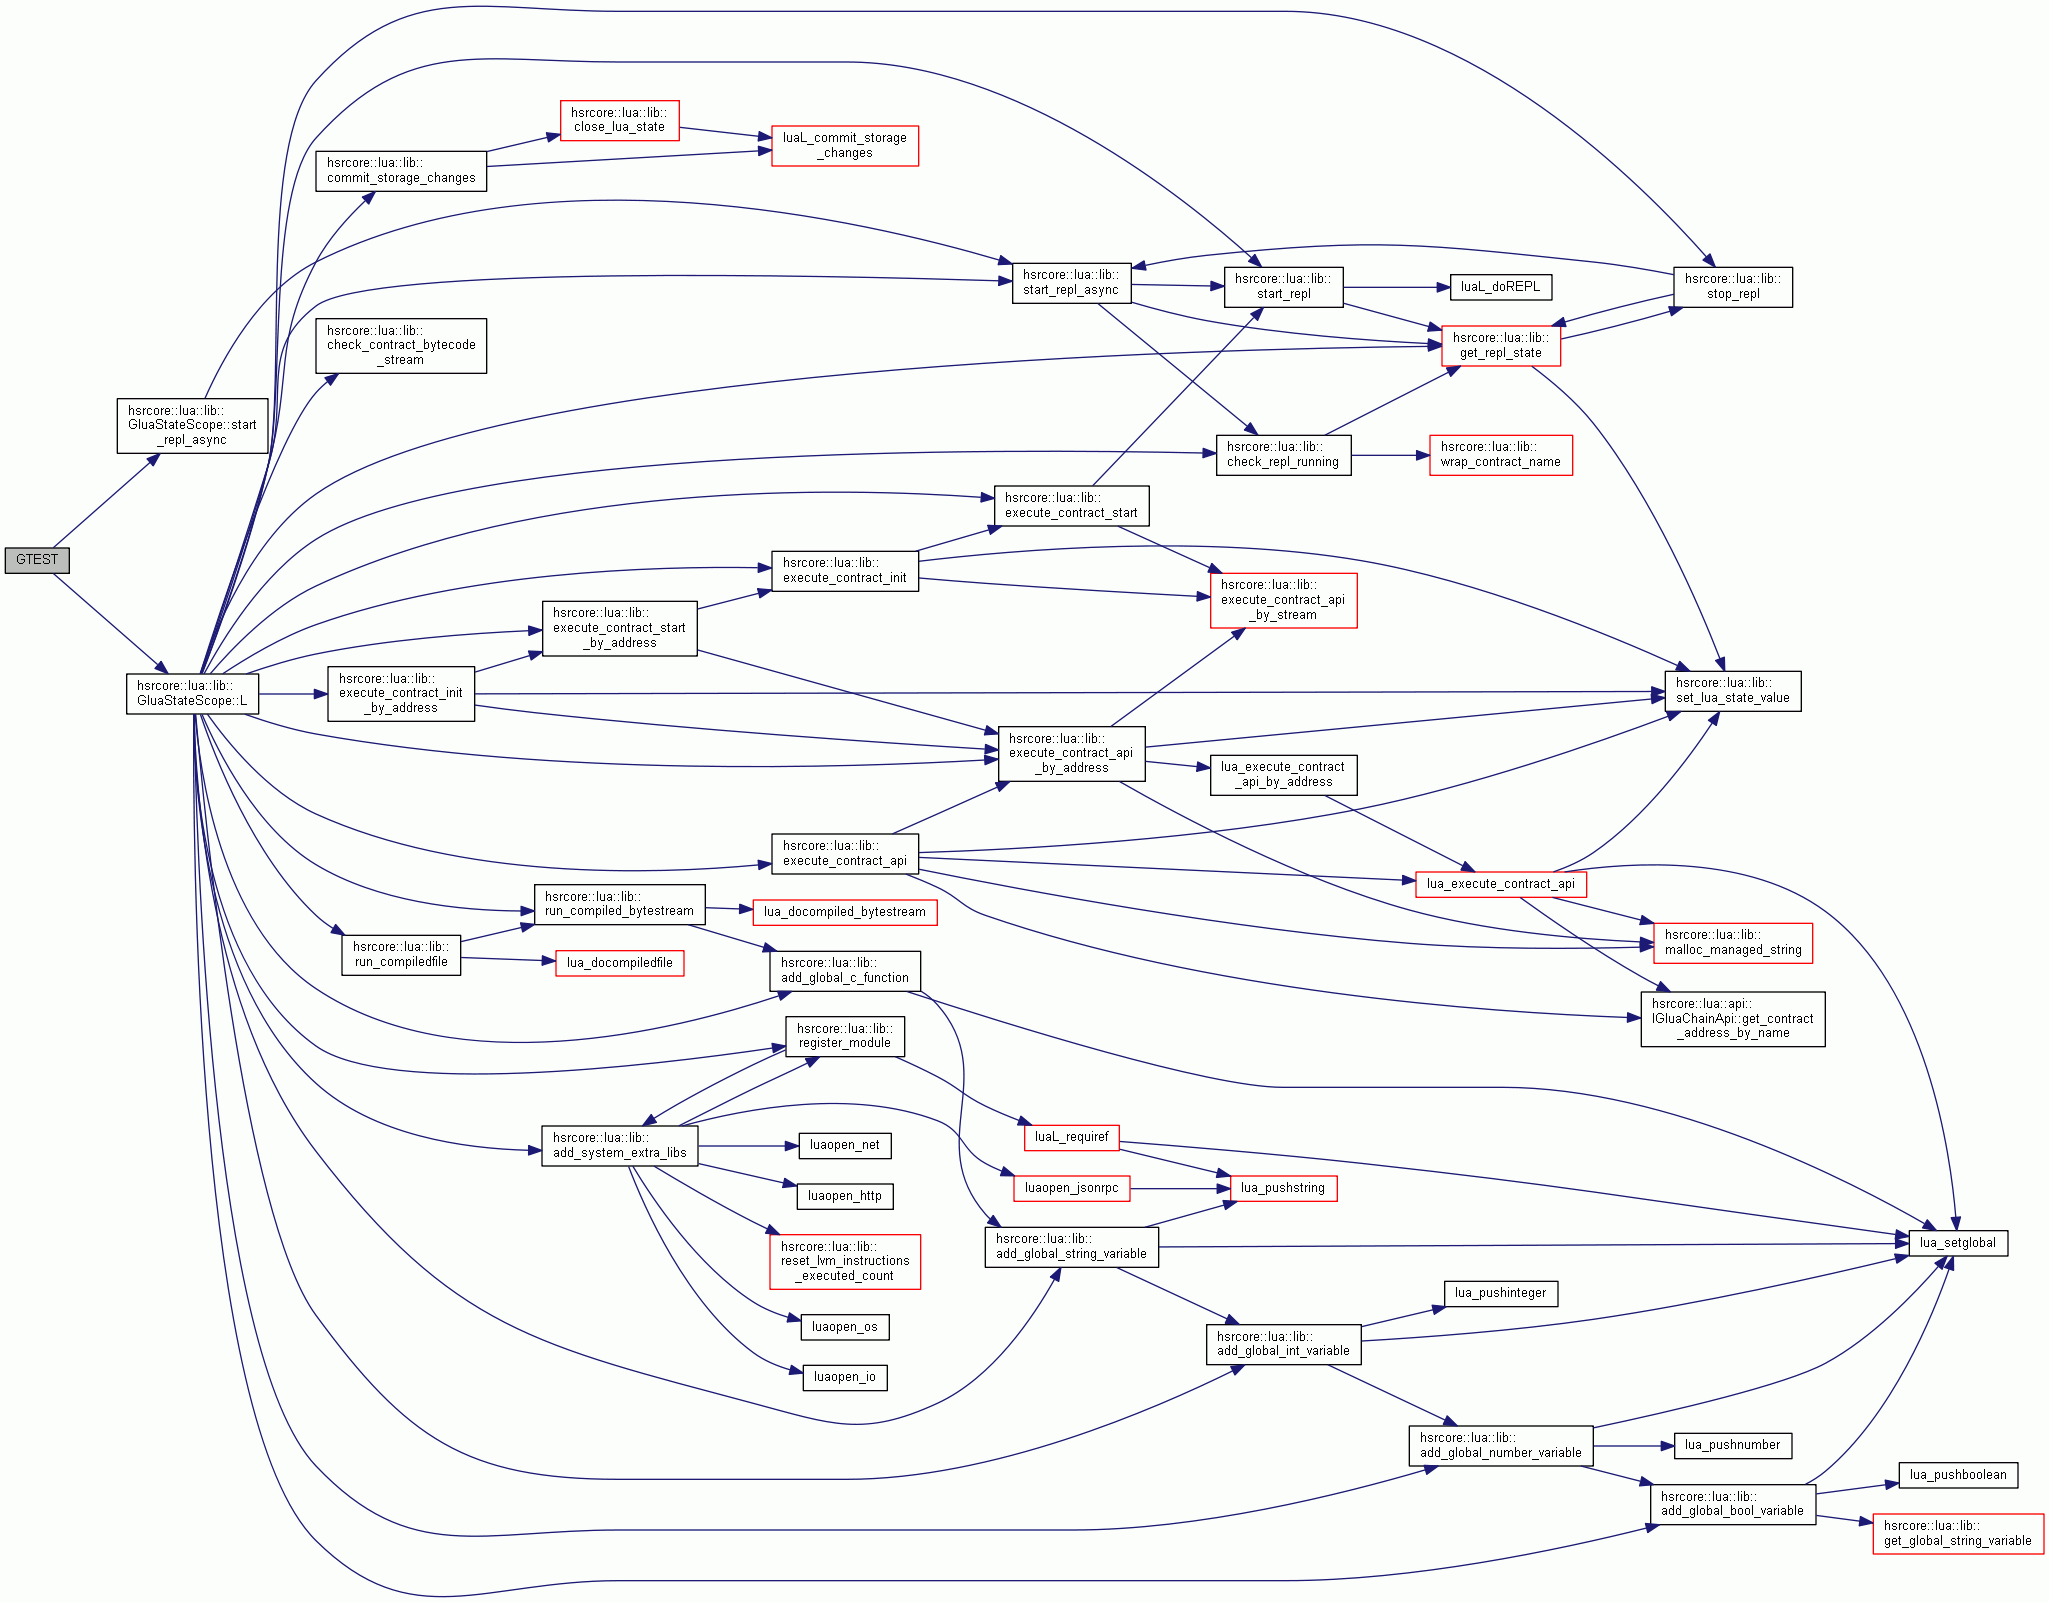 hsrcore::lua::lib::
close_lua_state
luaL_commit_storage
_changes
hsrcore::lua::lib::
commit_storage_changes
hsrcore::lua::lib::
start_repl_async
hsrcore::lua::lib::
start_repl
luaL_doREPL
hsrcore::lua::lib::
stop_repl
hsrcore::lua::lib::
check_contract_bytecode
_stream
hsrcore::lua::lib::
get_repl_state
hsrcore::lua::lib::
GluaStateScope::start
_repl_async
hsrcore::lua::lib::
check_repl_running
hsrcore::lua::lib::
wrap_contract_name
hsrcore::lua::lib::
execute_contract_start
GTEST
hsrcore::lua::lib::
execute_contract_init
hsrcore::lua::lib::
execute_contract_api
_by_stream
hsrcore::lua::lib::
execute_contract_start
_by_address
hsrcore::lua::lib::
GluaStateScope::L
hsrcore::lua::lib::
execute_contract_init
_by_address
hsrcore::lua::lib::
set_lua_state_value
hsrcore::lua::lib::
execute_contract_api
_by_address
lua_execute_contract
_api_by_address
hsrcore::lua::lib::
execute_contract_api
lua_execute_contract_api
hsrcore::lua::lib::
run_compiled_bytestream
lua_docompiled_bytestream
hsrcore::lua::lib::
malloc_managed_string
hsrcore::lua::lib::
run_compiledfile
lua_docompiledfile
hsrcore::lua::lib::
add_global_c_function
hsrcore::lua::api::
IGluaChainApi::get_contract
_address_by_name
hsrcore::lua::lib::
register_module
hsrcore::lua::lib::
add_system_extra_libs
luaopen_net
luaL_requiref
luaopen_http
luaopen_jsonrpc
lua_pushstring
hsrcore::lua::lib::
reset_lvm_instructions
_executed_count
hsrcore::lua::lib::
add_global_string_variable
lua_setglobal
luaopen_os
lua_pushinteger
hsrcore::lua::lib::
add_global_int_variable
luaopen_io
hsrcore::lua::lib::
add_global_number_variable
lua_pushnumber
hsrcore::lua::lib::
add_global_bool_variable
lua_pushboolean
hsrcore::lua::lib::
get_global_string_variable